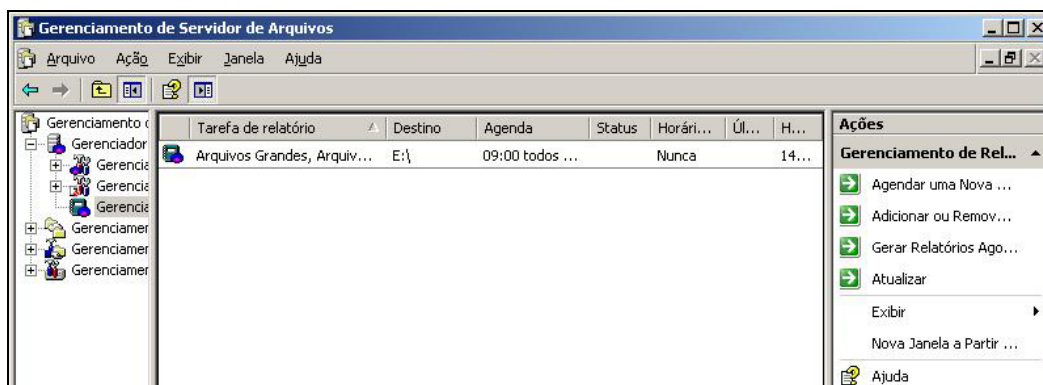 Gerenciamento de Servidor de Arquivos
Arquivo Ação Exibir Janela Ajuda
Gerenciamento
Gerenciador
Gerencia
Gerencia
Gerencia
Gerenciamer
Gerenciamer
Gerenciamer
Tarefa de relatório Destino Agenda Status Horári... Úl... H...
Arquivos Grandes, Arquiv... E:\ 09:00 todos ... Nunca 14...
Ações
Gerenciamento de Rel...
Agendar uma Nova ...
Adicionar ou Remov...
Gerar Relatórios Ago...
Atualizar
Exibir
Nova Janela a Partir ...
Ajuda